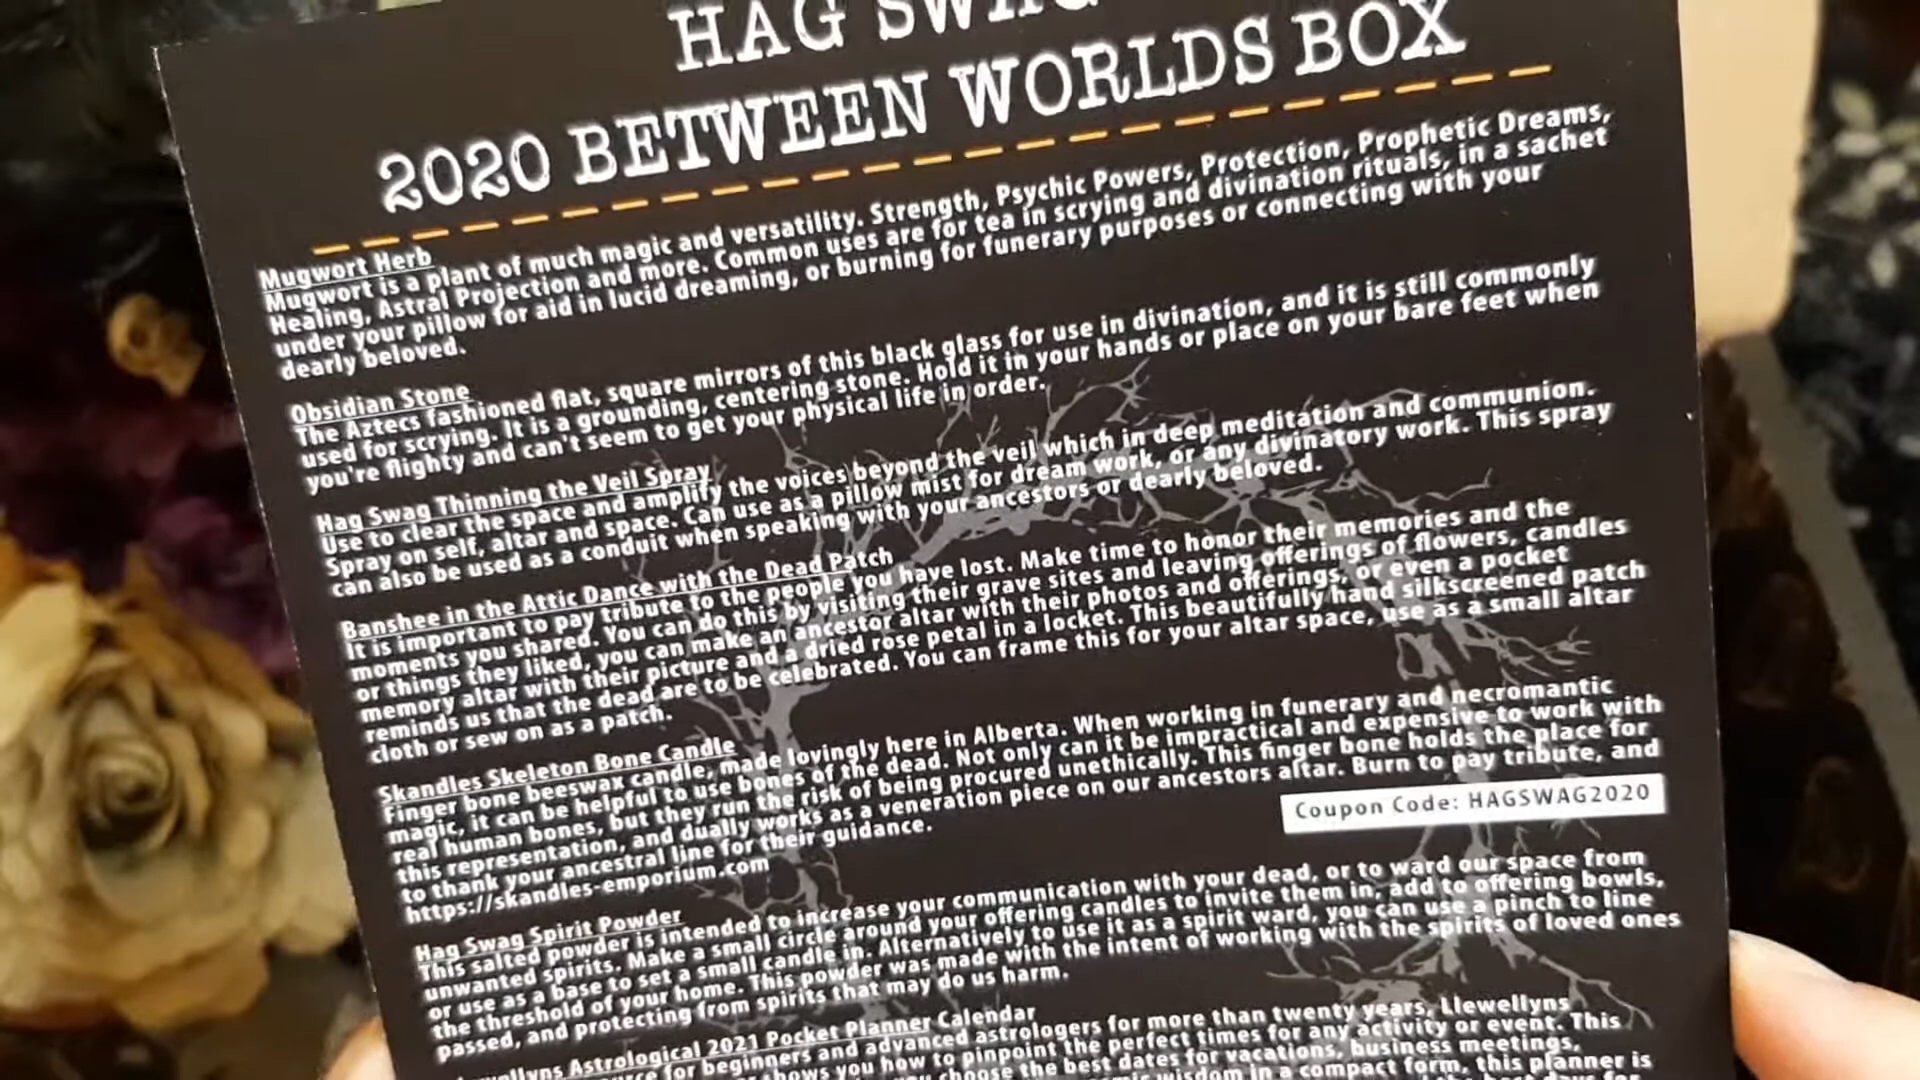 HAG SWAG
2020 BETWEEN WORLDS BOX
Mugwort Herb
Mugwort is a plant of much magic and versatility. Strength, Psychic Powers, Protection, Prophetic Dreams,
Healing, Astral Projection and more. Common uses are for tea in scrying and divination rituals, in a sachet
under your pillow for aid in lucid dreaming, or burning for funerary purposes or connecting with your
dearly beloved.
Obsidian Stone
The Aztecs fashioned flat, square mirrors of this black glass for use in divination, and it is still commonly
used for scrying. It is a grounding, centering stone. Hold it in your hands or place on your bare feet when
you're flighty and can't seem to get your physical life in order.
Hag Swag Thinning the Veil Spray
Use to clear the space and amplify the voices beyond the veil which in deep meditation and communion.
Spray on self, altar and space. Can use as a pillow mist for dream work, or any divinatory work. This spray
can also be used as a conduit when speaking with your ancestors or dearly beloved.
Banshee in the Attic Dance with the Dead Patch
It is important to pay tribute to the people you have lost. Make time to honor their memories and the
moments you shared. You can do this by visiting their grave sites and leaving offerings of flowers, candles
or things they liked, you can make an ancestor altar with their photos and offerings, or even a pocket
memory altar with their picture and a dried rose petal in a locket. This beautifully hand silkscreened patch
reminds us that the dead are to be celebrated. You can frame this for your altar space, use as a small altar
cloth or sew on as a patch.
Skandles Skeleton Bone Candle
Finger bone beeswax candle, made lovingly here in Alberta. When working in funerary and necromantic
magic, it can be helpful to use bones of the dead. Not only can it be impractical and expensive to work with
real human bones, but they run the risk of being procured unethically. This finger bone holds the place for
this representation, and dually works as a veneration piece on our ancestors altar. Burn to pay tribute, and
to thank your ancestral line for their guidance.
https://skandles-emporium.com
Coupon Code: HAGSWAG2020
Hag Swag Spirit Powder
This salted powder is intended to increase your communication with your dead, or to ward our space from
unwanted spirits. Make a small circle around your offering candles to invite them in, add to offering bowls,
or use as a base to set a small candle in. Alternatively to use it as a spirit ward, you can use a pinch to line
the threshold of your home. This powder was made with the intent of working with the spirits of loved ones
passed, and protecting from spirits that may do us harm.
Astrological 2021 Pocket Planner Calendar
for beginners and advanced astrologers for more than twenty years, Llewellyns
shows you how to pinpoint the perfect times for any activity or event. This
choose the best dates for vacations, business meetings,
wisdom in a compact form, this planner is